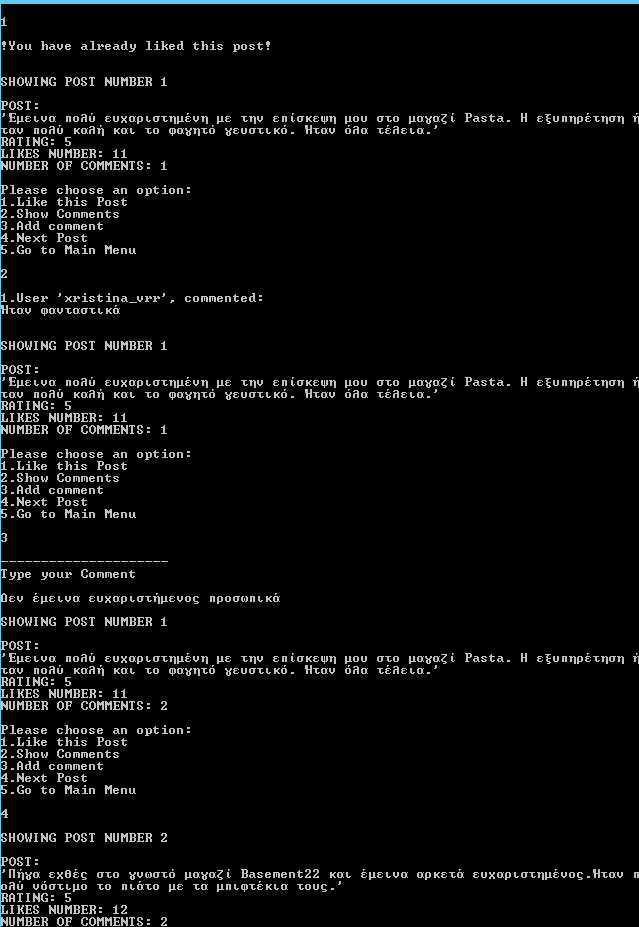 1
!You have already liked this post!
SHOWING POST NUMBER 1
POST:
'Έμεινα πολύ ευχαριστημένη με την επίσκεψη μου στο μαγαζί Pasta. Η εξυπηρέτηση ή
ταν πολύ καλή και το φαγητό γευστικό. Ήταν όλα τέλεια.'
RATING: 5
LIKES NUMBER: 11
NUMBER OF COMMENTS: 1
Please choose an option:
1.Like this Post
2.Show Comments
3.Add comment
4.Next Post
5.Go to Main Menu
2
1.User 'xristina_vrr', commented:
Ήταν φανταστικά
SHOWING POST NUMBER 1
POST:
'Έμεινα πολύ ευχαριστημένη με την επίσκεψη μου στο μαγαζί Pasta. Η εξυπηρέτηση ή
ταν πολύ καλή και το φαγητό γευστικό. Ήταν όλα τέλεια.'
RATING: 5
LIKES NUMBER: 11
NUMBER OF COMMENTS: 1
Please choose an option:
1.Like this Post
2.Show Comments
3.Add comment
4.Next Post
5.Go to Main Menu
3
---------------------
Type your Comment
Δεν έμεινα ευχαριστήμενος προσωπικά
SHOWING POST NUMBER 1
POST:
'Έμεινα πολύ ευχαριστημένη με την επίσκεψη μου στο μαγαζί Pasta. Η εξυπηρέτηση ή
ταν πολύ καλή και το φαγητό γευστικό. Ήταν όλα τέλεια.'
RATING: 5
LIKES NUMBER: 11
NUMBER OF COMMENTS: 2
Please choose an option:
1.Like this Post
2.Show Comments
3.Add comment
4.Next Post
5.Go to Main Menu
4
SHOWING POST NUMBER 2
POST:
'Πήγα εχθές στο γνωστό μαγαζί Basement22 και έμεινα αρκετά ευχαριστημένος.Ήταν π
ολύ νόστιμο το πιάτο με τα μπιφτέκια τους.'
RATING: 5
LIKES NUMBER: 12
NUMBER OF COMMENTS: 2